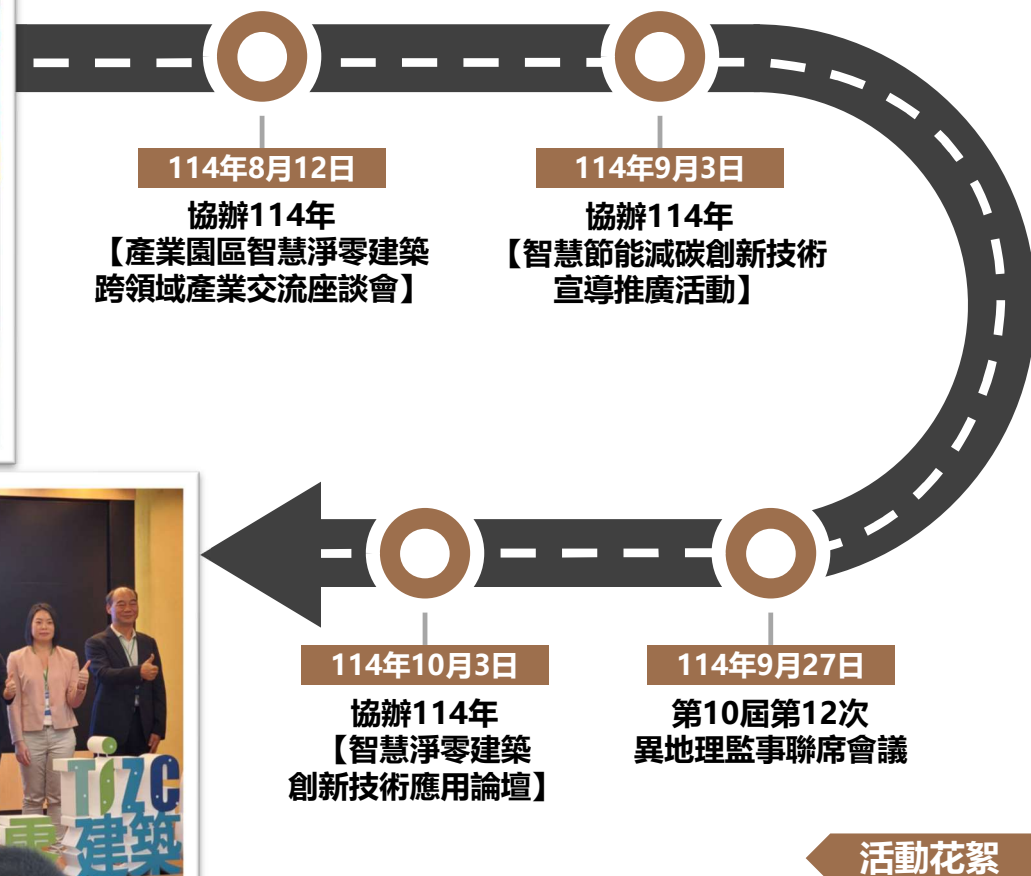 114年8月12日
協辦114年
【產業園區智慧淨零建築
跨領域產業交流座談會】
114年9月3日
協辦114年
【智慧節能減碳創新技術
宣導推廣活動】
114年9月27日
第10屆第12次
異地理監事聯席會議
114年10月3日
協辦114年
【智慧淨零建築
創新技術應用論壇】
TIZC
零建築
活動花絮